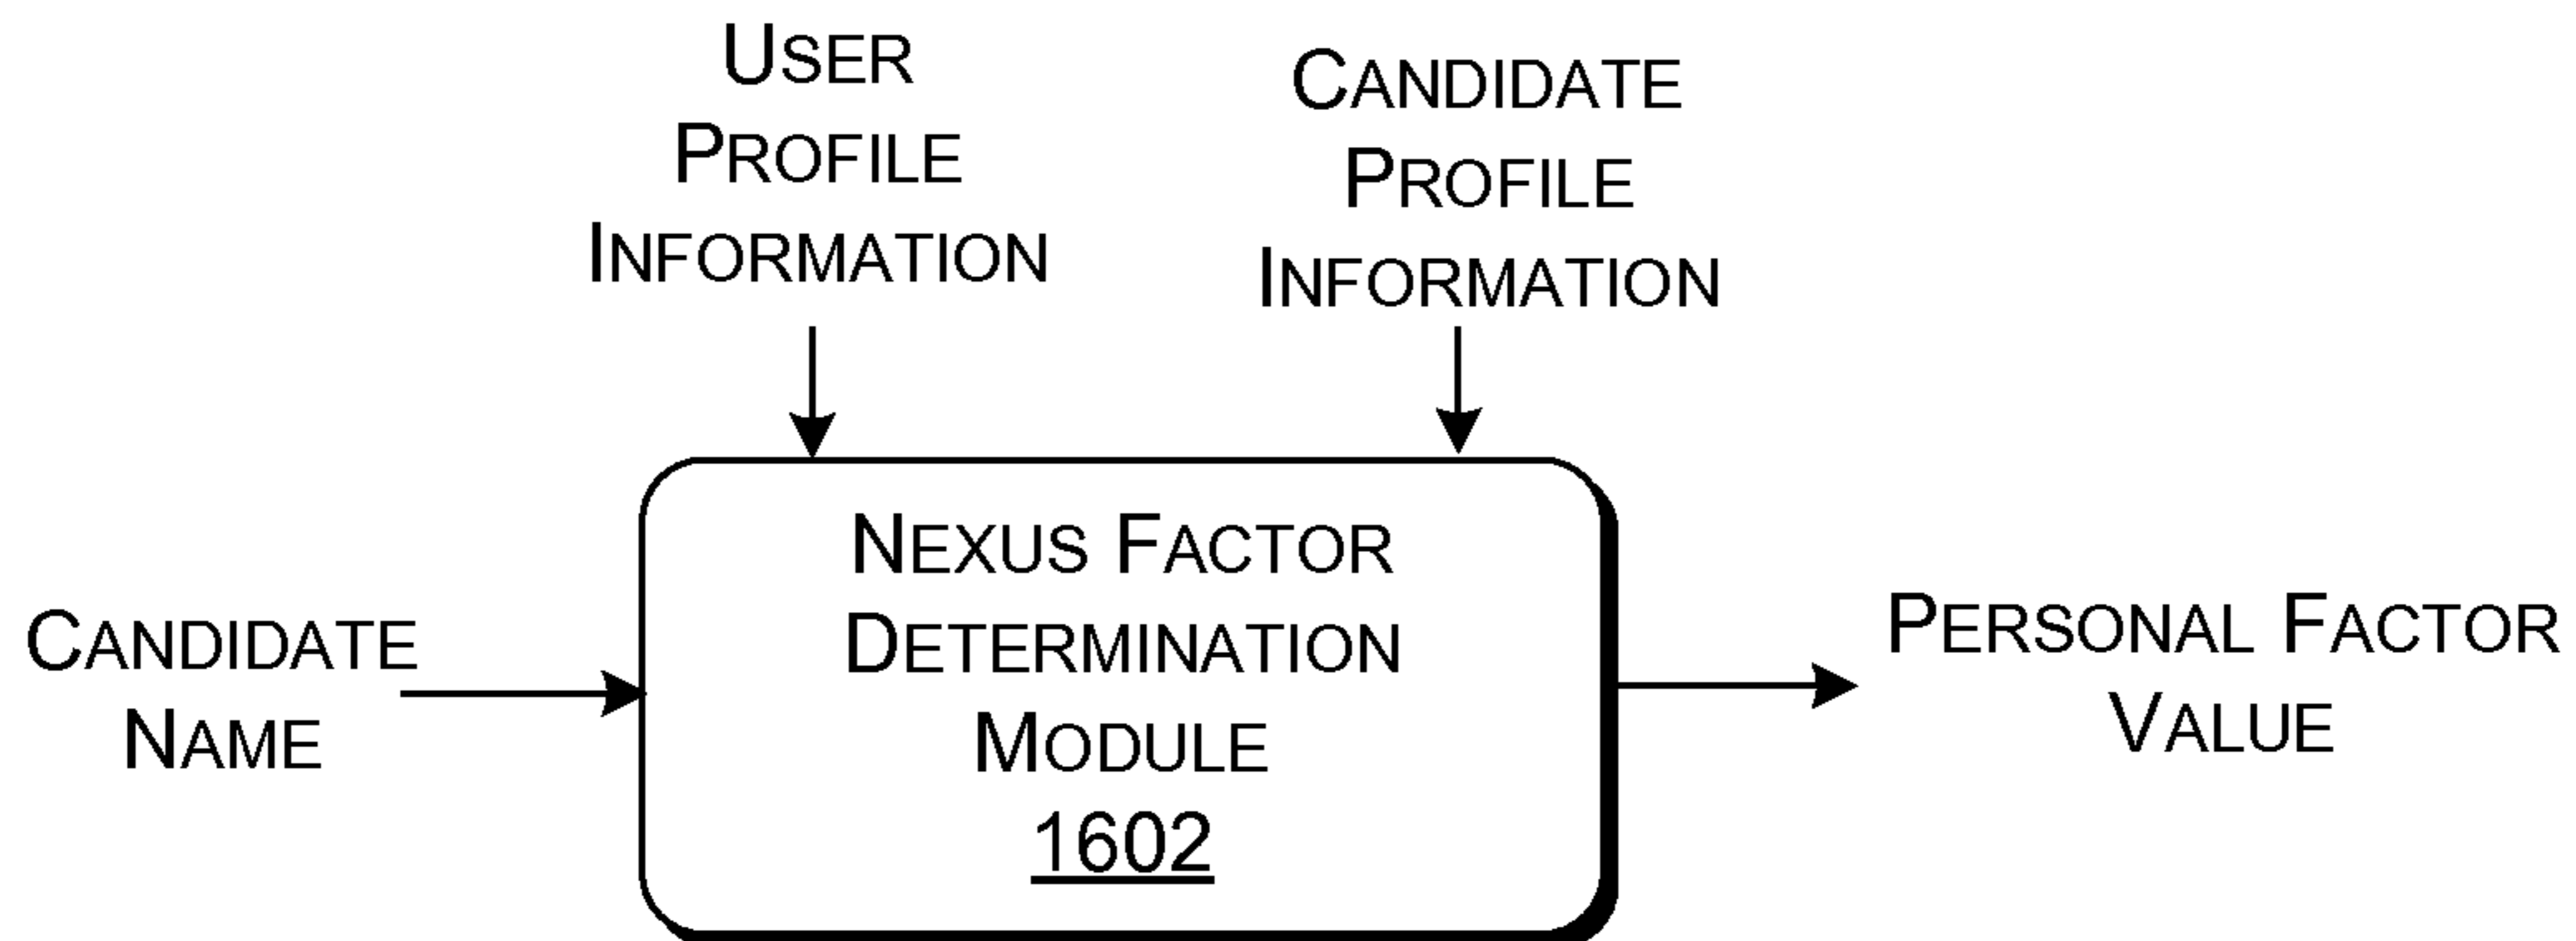 USER
PROFILE
INFORMATION
CANDIDATE
PROFILE
INFORMATION
CANDIDATE
NAME
NEXUS FACTOR
DETERMINATION
MODULE
1602
PERSONAL FACTOR
VALUE